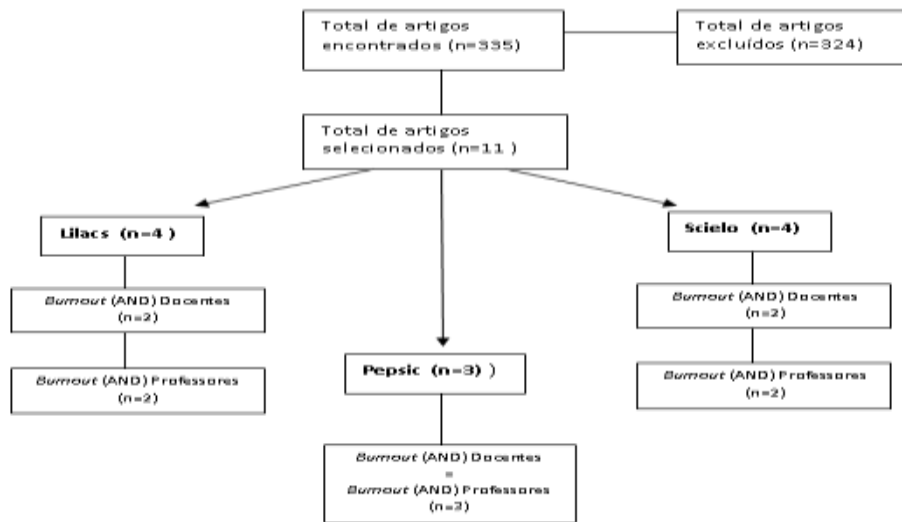 Total de artigos
encontrados (n=335)
Total de artigos
excluídos (n=324)
Total de artigos
selecionados (n=11 )
Lilacs (n=4 )
Burnout (AND) Docentes
(n=2)
Burnout (AND) Professores
(n=2)
Pepsic (n=3) )
Burnout (AND) Docentes
=
Burnout (AND) Professores
(n=3)
Scielo (n=4)
Burnout (AND) Docentes
(n=2)
Burnout (AND) Professores
(n=2)